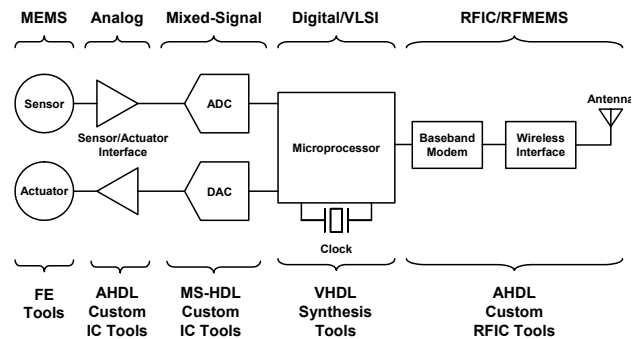 MEMS Analog Mixed-Signal Digital/VLSI RFIC/RFMEMS
Sensor
ADC
Antenna
Sensor/Actuator
Interface
Microprocessor
Baseband
Modem
Wireless
Interface
Actuator
DAC
Clock
FE
Tools
AHDL
Custom
IC Tools
MS-HDL
Custom
IC Tools
VHDL
Synthesis
Tools
AHDL
Custom
RFIC Tools